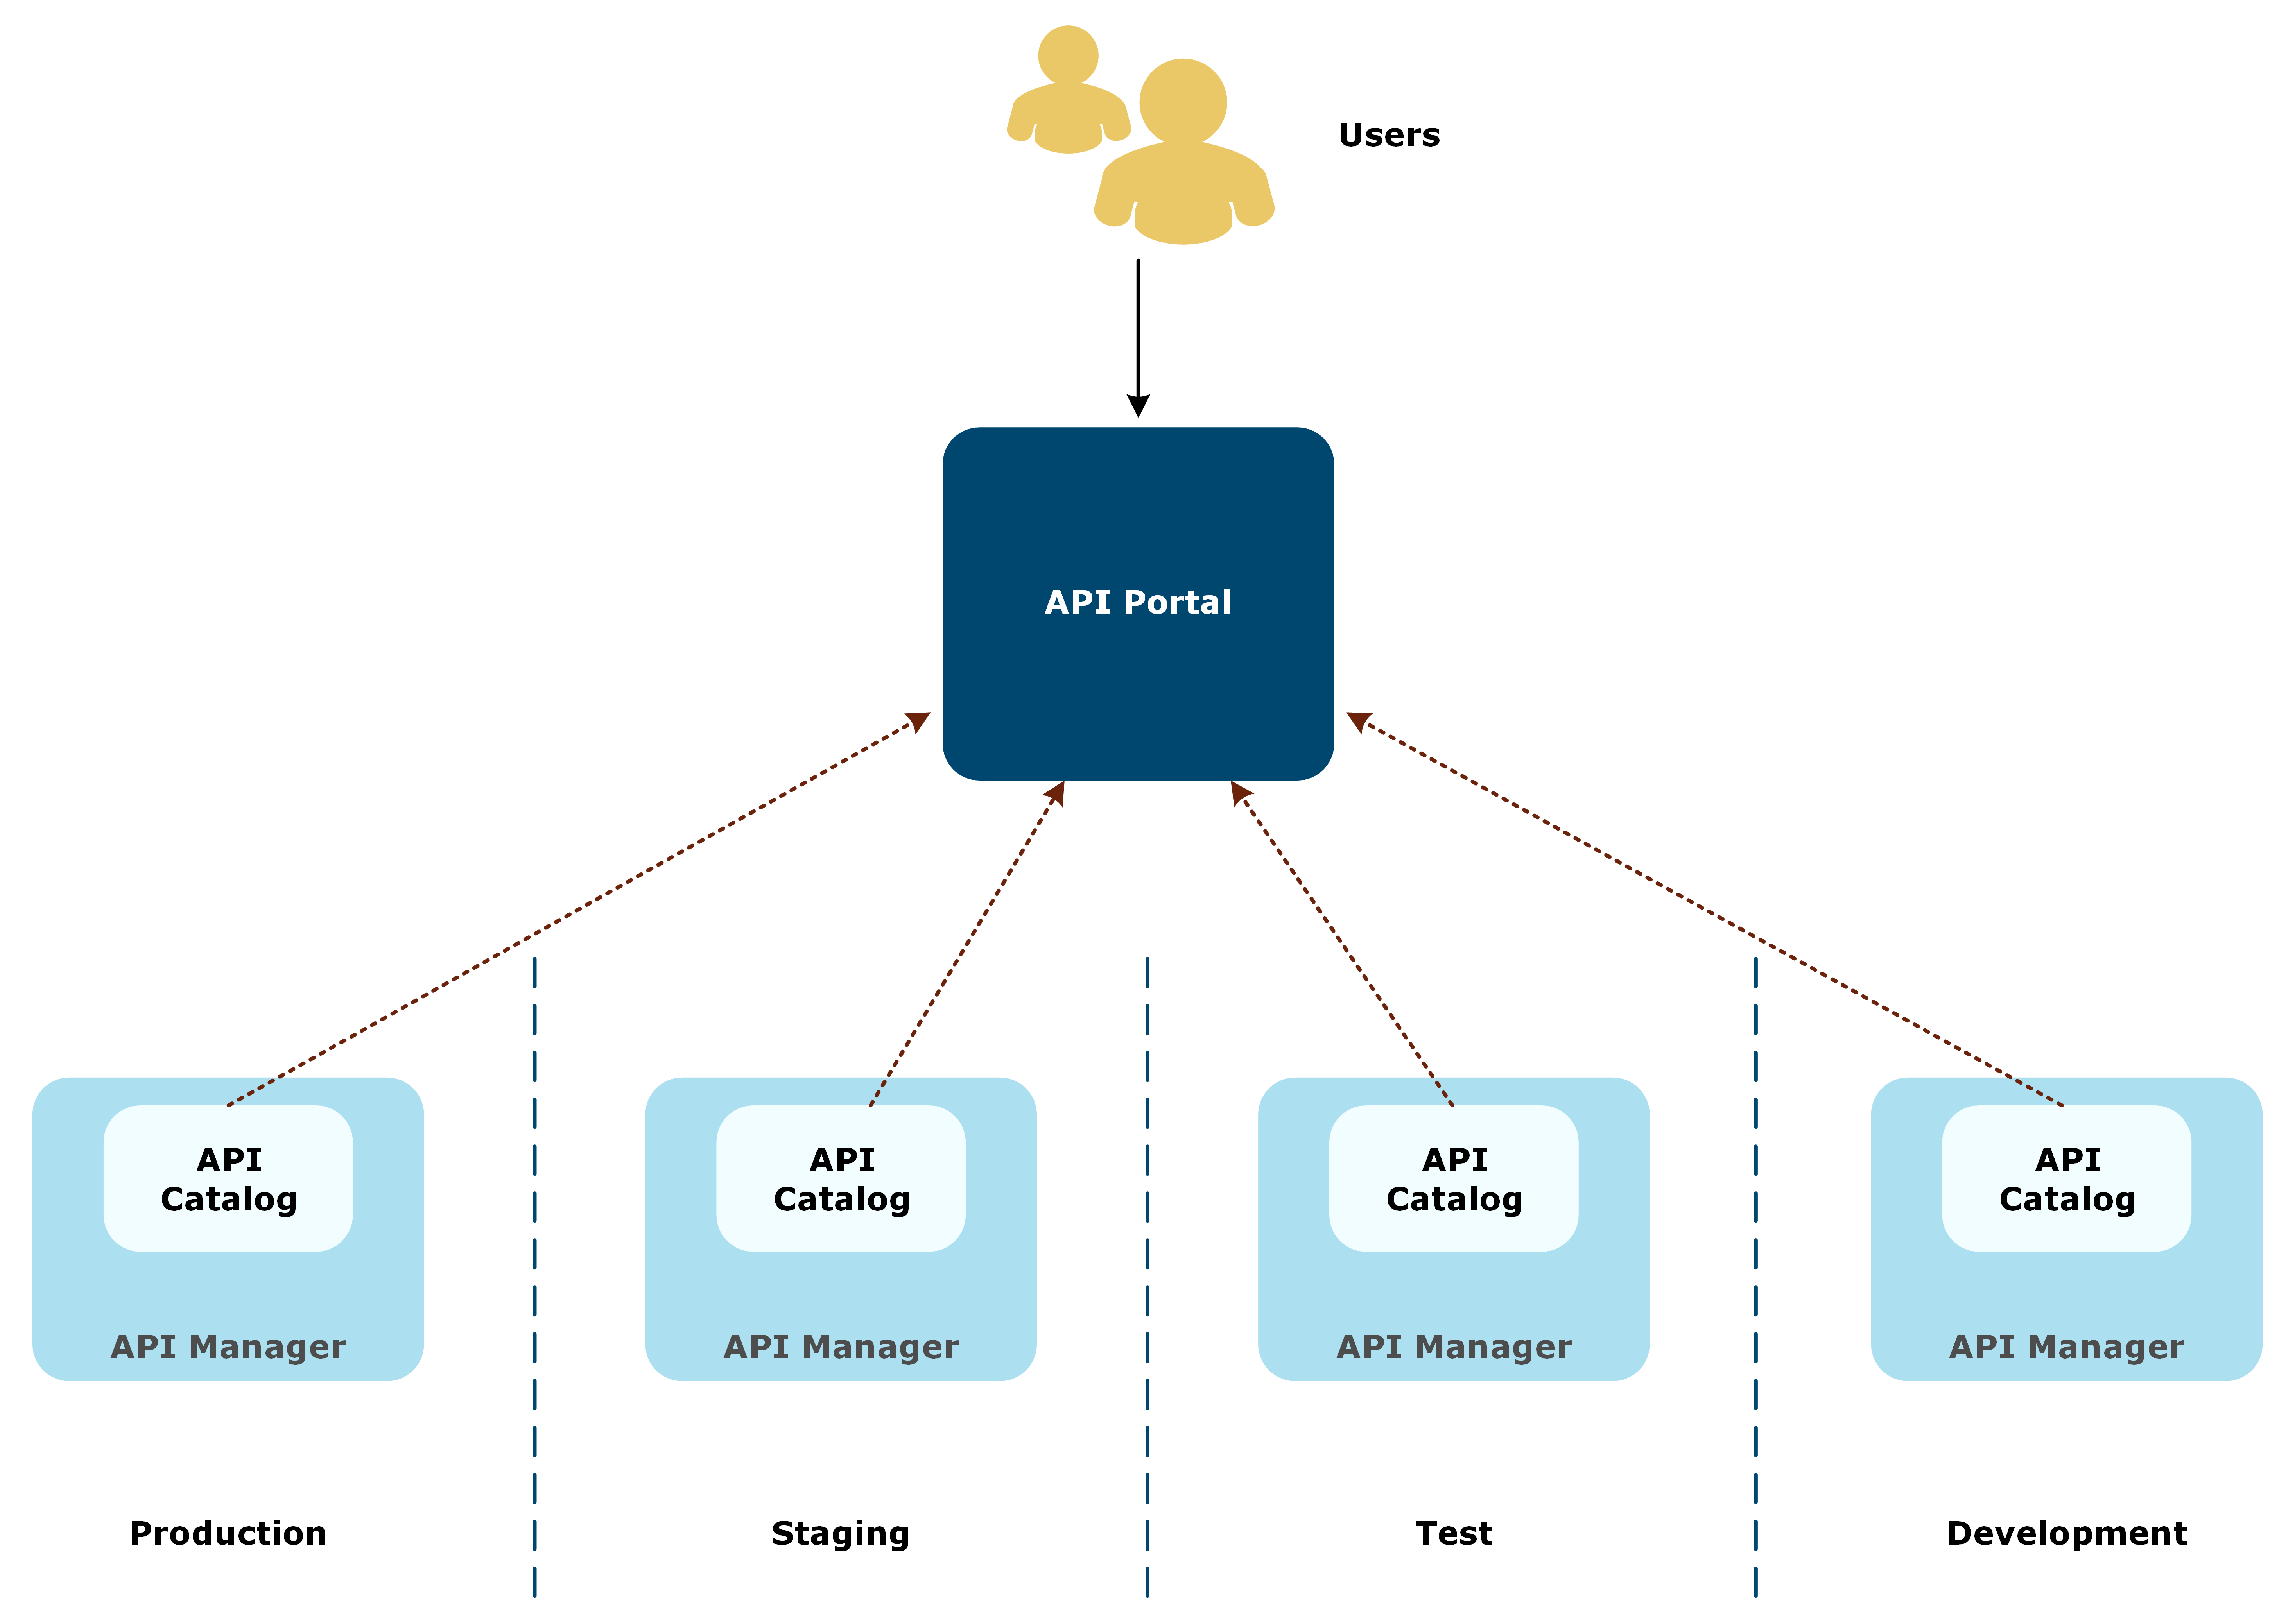 Users
API Portal
API
Catalog
API Manager
API
Catalog
API Manager
API
Catalog
API Manager
API
Catalog
API Manager
Production
Staging
Test
Development